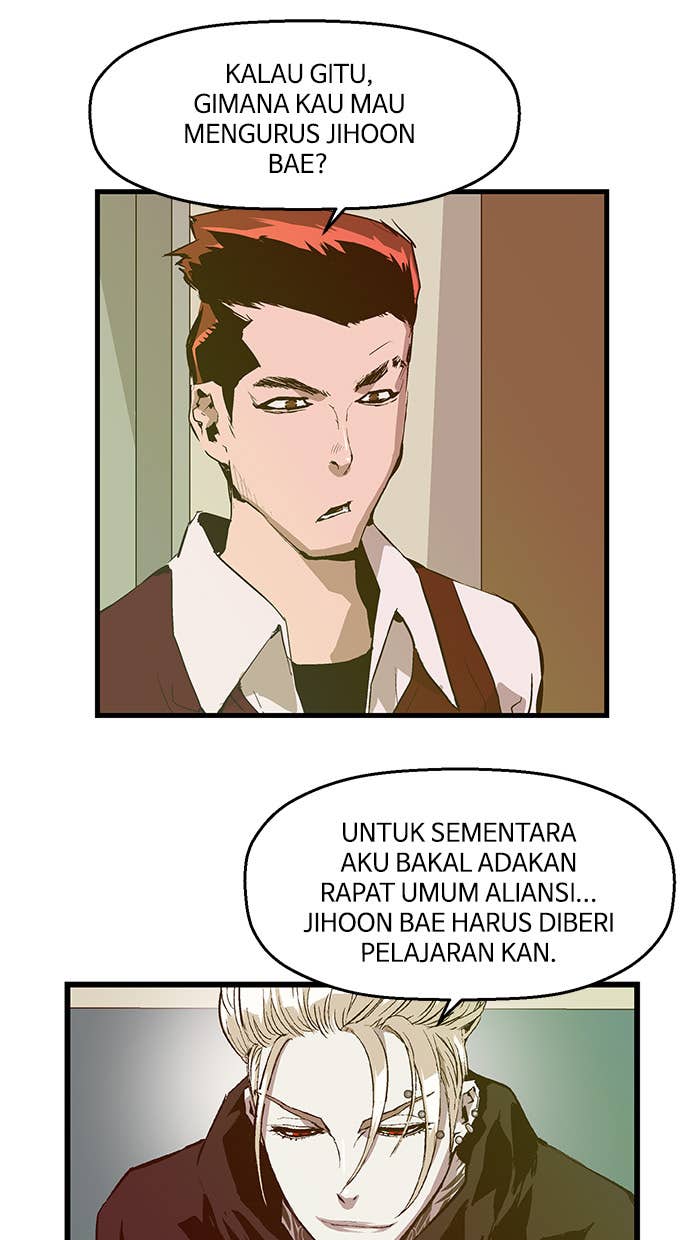 KALAU GITU,
GIMANA KAU MAU
MENGURUS JIHOON
BAE?
UNTUK SEMENTARA
AKU BAKAL ADAKAN
RAPAT UMUM ALIANSI...
JIHOON BAE HARUS DIBERI
PELAJARAN KAN.